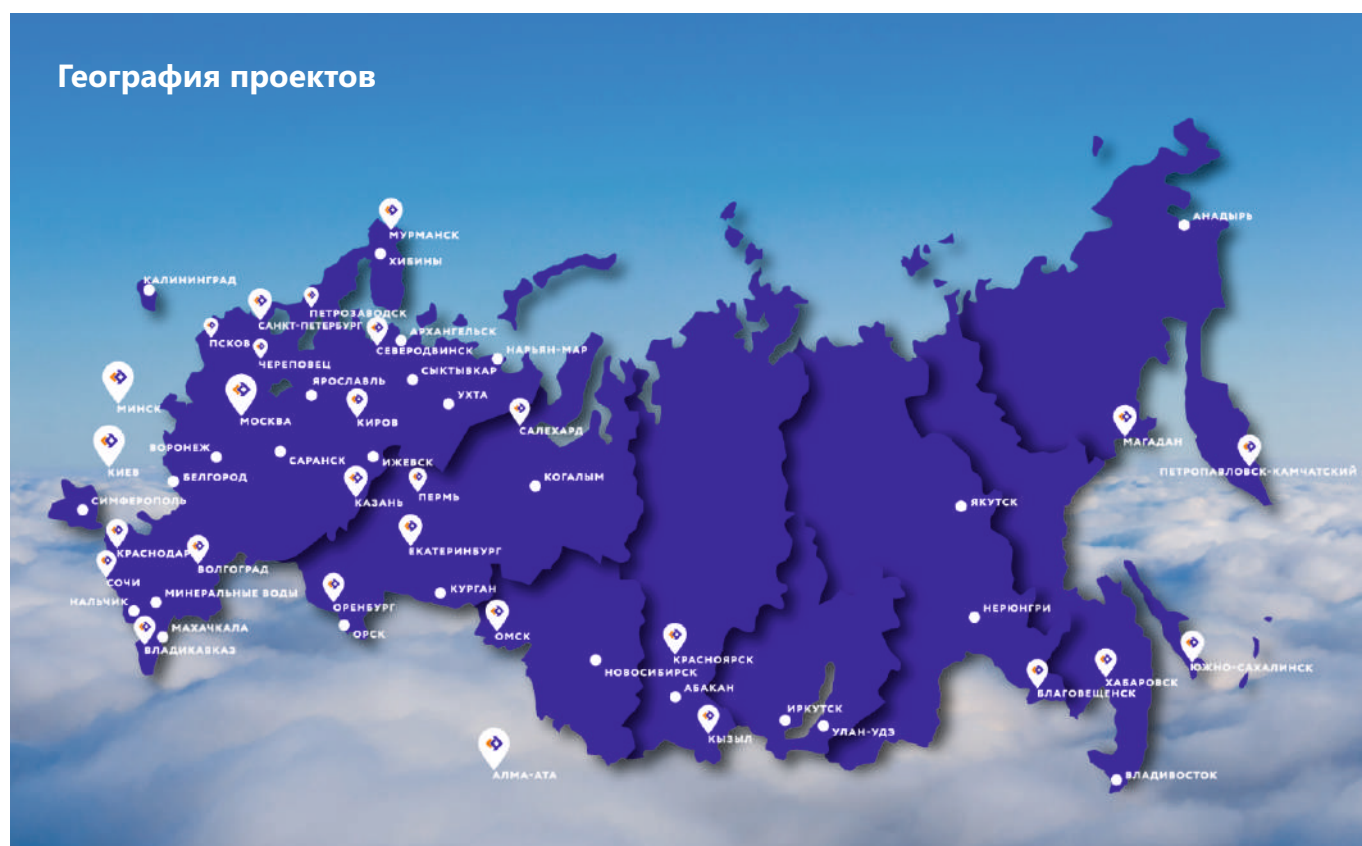 География проектов
АНАДЫРЬ
МУРМАНСК
ХИБИНЫ
КАЛИНИНГРАД
ПЕТРОЗАВОДСК
САНКТ-ПЕТЕРБУРГ
АРХАНГЕЛЬСК
ПСКОВ
СЕВЕРОДВИНСК
НАРЬЯН-МАР
ЧЕРЕПОВЕЦ
СЫКТЫВКАР
ЯРОСЛАВЛЬ
УХТА
МИНСК
МОСКВА
КИРОВ
САЛЕХАРД
МАГАДАН
ВОРОНЕЖ
САРАНСК
ИЖЕВСК
КИЕВ
ПЕТРОПАВЛОВСК-КАМЧАТСКИЙ
БЕЛГОРОД
КОГАЛЫМ
ПЕРМЬ
СИМФЕРОПОЛЬ
КАЗАНЬ
ЯКУТСК
КРАСНОДАР
ЕКАТЕРИНБУРГ
ВОЛГОГРАД
СОЧИ
КУРГАН
МИНЕРАЛЬНЫЕ ВОДЫ
НАЛЬЧИК
ОРЕНБУРГ
НЕРЮНГРИ
МАХАЧКАЛА
ОРСК
ОМСК
ВЛАДИКАВКАЗ
КРАСНОЯРСК
ЮЖНО-САХАЛИНСК
НОВОСИБИРСК
ХАБАРОВСК
АБАКАН
БЛАГОВЕЩЕНСК
ИРКУТСК
УЛАН-УДЭ
КЫЗЫЛ
АЛМА-АТА
ВЛАДИВОСТОК